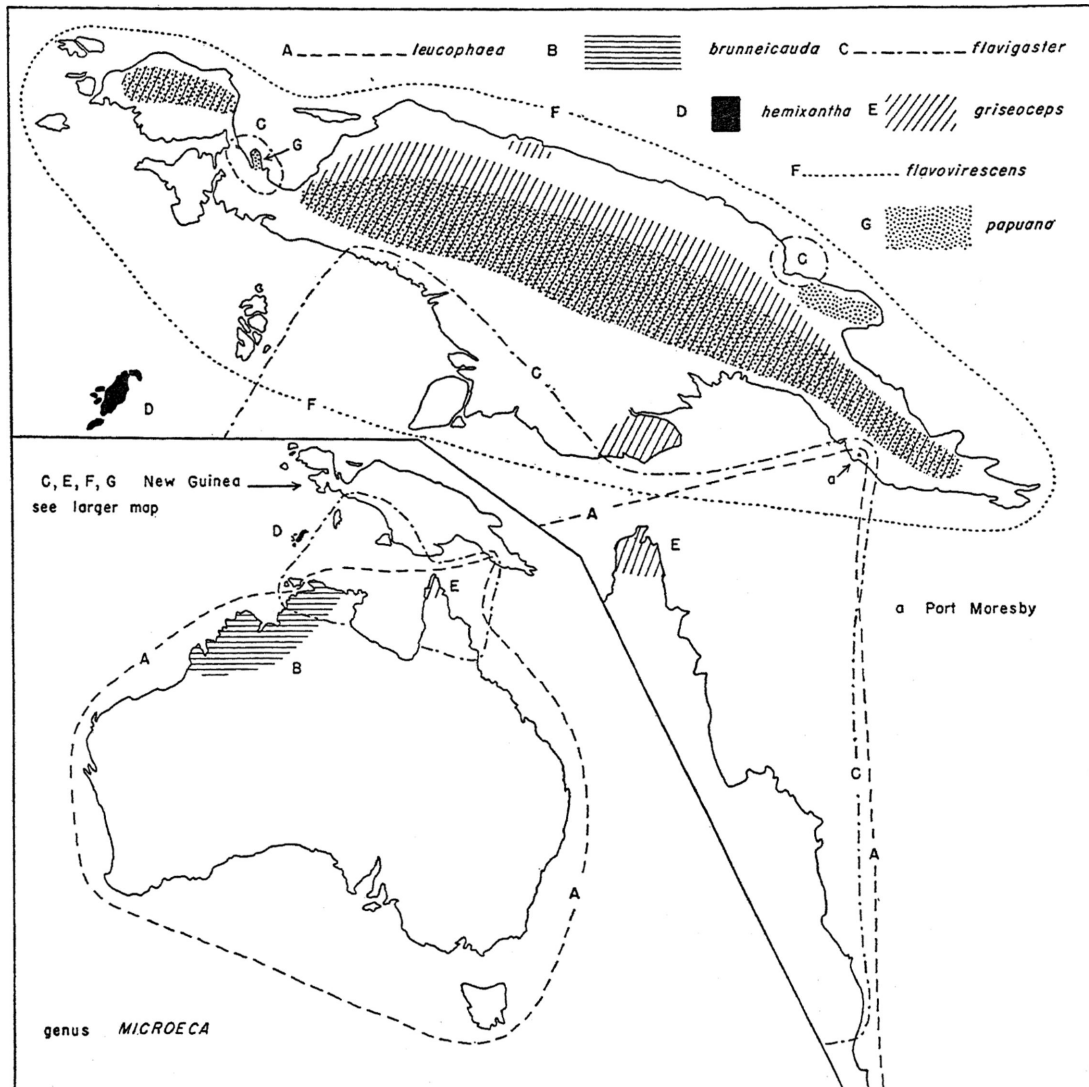 A leucophaea B brunneicauda C flavigaster
D hemixantha E griseoceps
F flavovirescens
G papuana
F
C
G
C
C
D
F
a
A
C, E, F, G New Guinea
see larger map
D
E
E
a Port Moresby
A
B
C
A
A
genus MICROECA